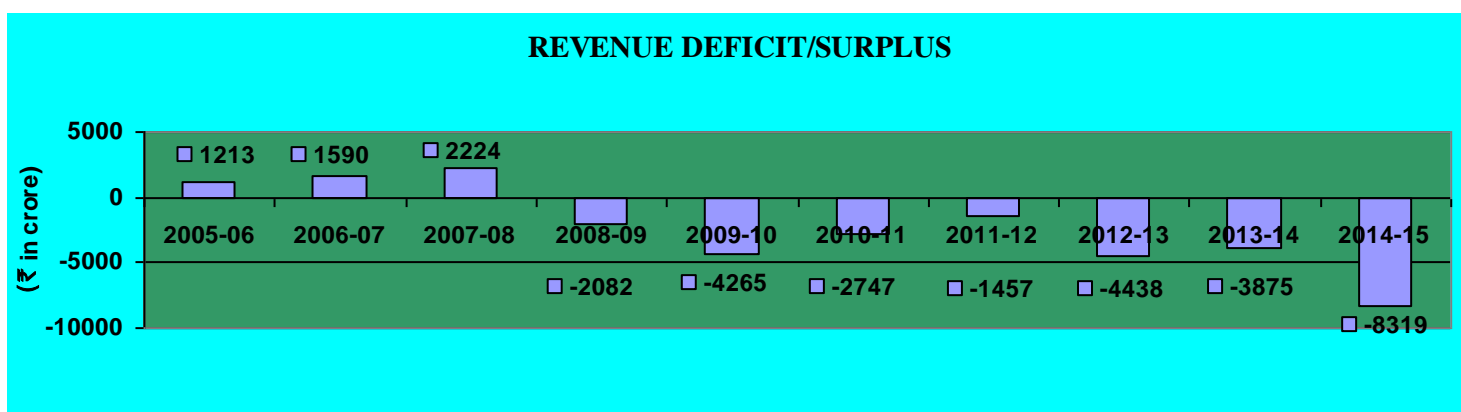 REVENUE DEFICIT/SURPLUS
(₹ in crore)
5000
0
-5000
-10000
1213 1590 2224
2005-06 2006-07 2007-08 2008-09 2009-10 2010-11 2011-12 2012-13 2013-14 2014-15
-2082 -4265 -2747 -1457 -4438 -3875 -8319